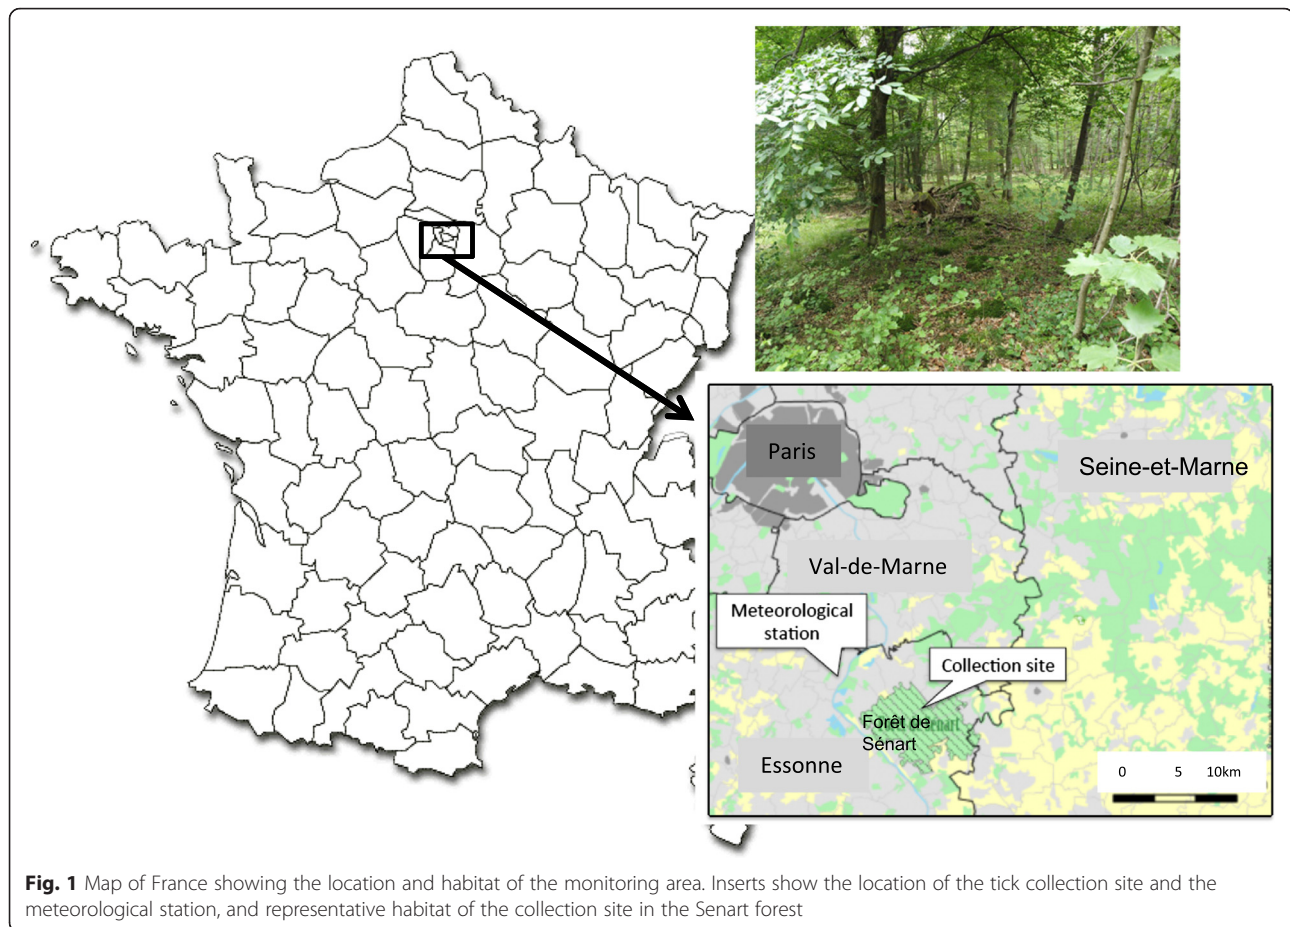 Paris
Seine-et-Marne
Val-de-Marne
Meteorological
station
Collection site
Forêt de
Sénart
Essonne
0 5 10km
Fig. 1 Map of France showing the location and habitat of the monitoring area. Inserts show the location of the tick collection site and the
meteorological station, and representative habitat of the collection site in the Senart forest